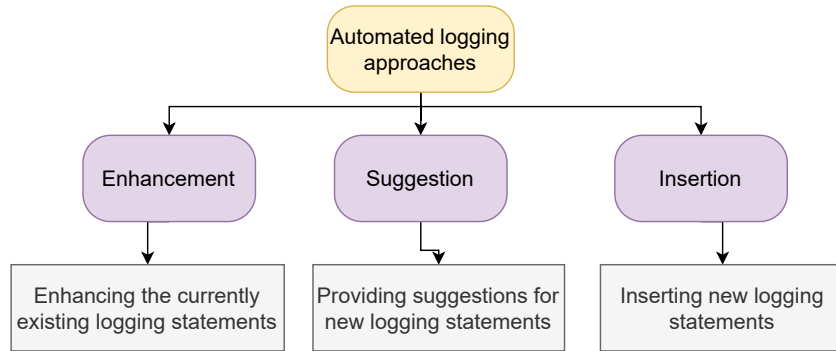 Automated logging
approaches
Enhancement
Suggestion
Insertion
Enhancing the currently
existing logging statements
Providing suggestions for
new logging statements
Inserting new logging
statements